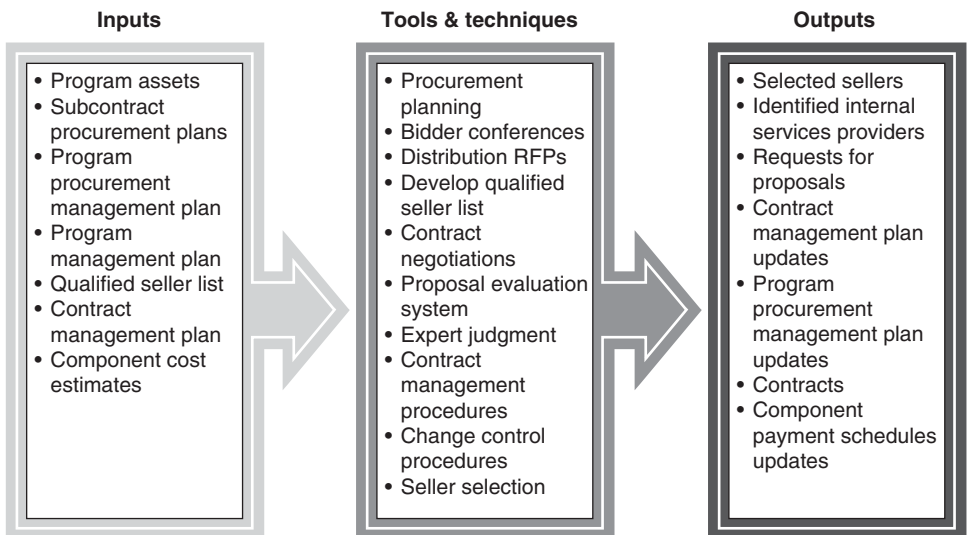 Inputs
• Program assets
• Subcontract
procurement plans
• Program
procurement
management plan
• Program
management plan
• Qualified seller list
• Contract
management plan
• Component cost
estimates
Tools & techniques
• Procurement
planning
• Bidder conferences
• Distribution RFPs
• Develop qualified
seller list
• Contract
negotiations
• Proposal evaluation
system
• Expert judgment
• Contract
management
procedures
• Change control
procedures
• Seller selection
Outputs
• Selected sellers
• Identified internal
services providers
• Requests for
proposals
• Contract
management plan
updates
• Program
procurement
management plan
updates
• Contracts
• Component
payment schedules
updates